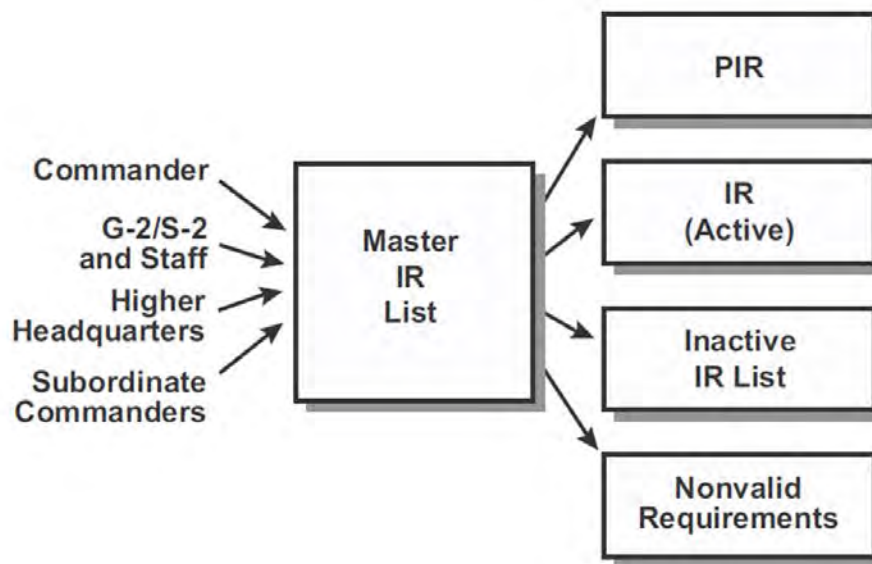 Commander
G-2/S-2
and Staff
Higher
Headquarters
Subordinate
Commanders
Master
IR
List
PIR
IR
(Active)
Inactive
IR List
Nonvalid
Requirements